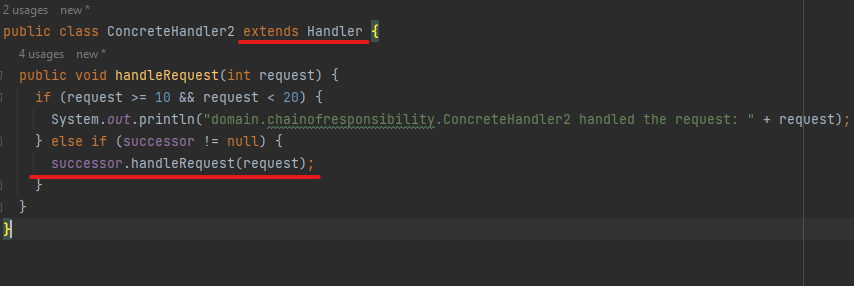 2 usages   new *
public class ConcreteHandler2 extends Handler {
4 usages   new *
public void handleRequest(int request) {
if (request >= 10 && request < 20) {
System.out.println("domain.chainofresponsibility.ConcreteHandler2 handled the request: " + request);
} else if (successor != null) {
successor.handleRequest(request);
}
}
}